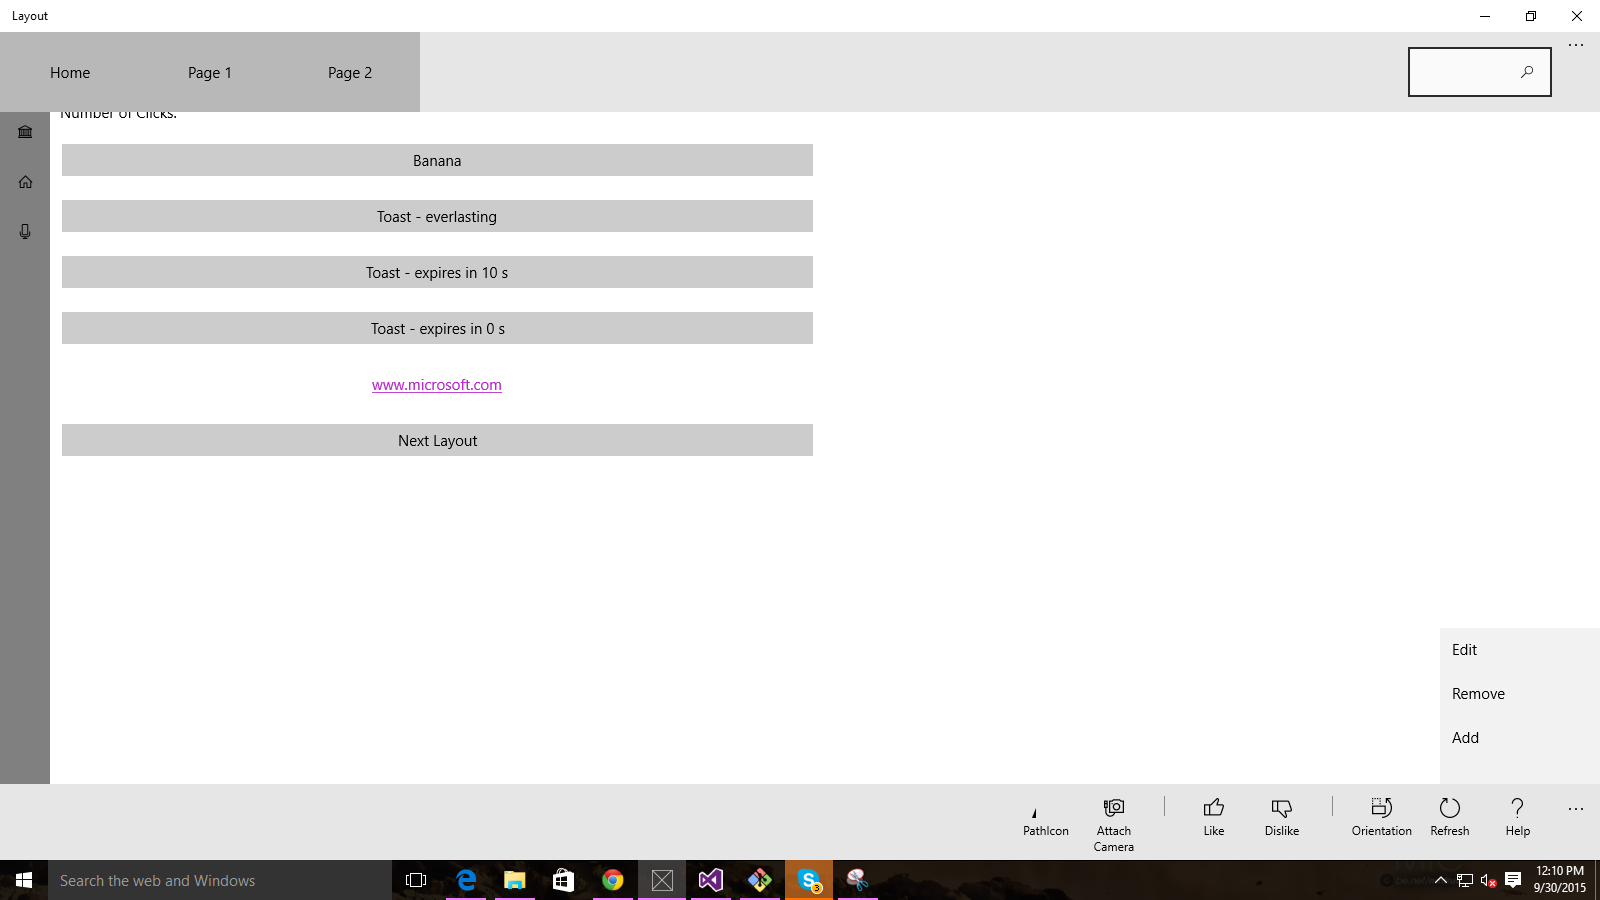 Layout
Home Page 1 Page 2
Number of Clicks:
Banana
Toast - everlasting
Toast - expires in 10 s
Toast - expires in 0 s
www.microsoft.com
Next Layout
Edit
Remove
Add
PathIcon Attach Camera Like Dislike Orientation Refresh Help
Search the web and Windows
3
12:10 PM
9/30/2015